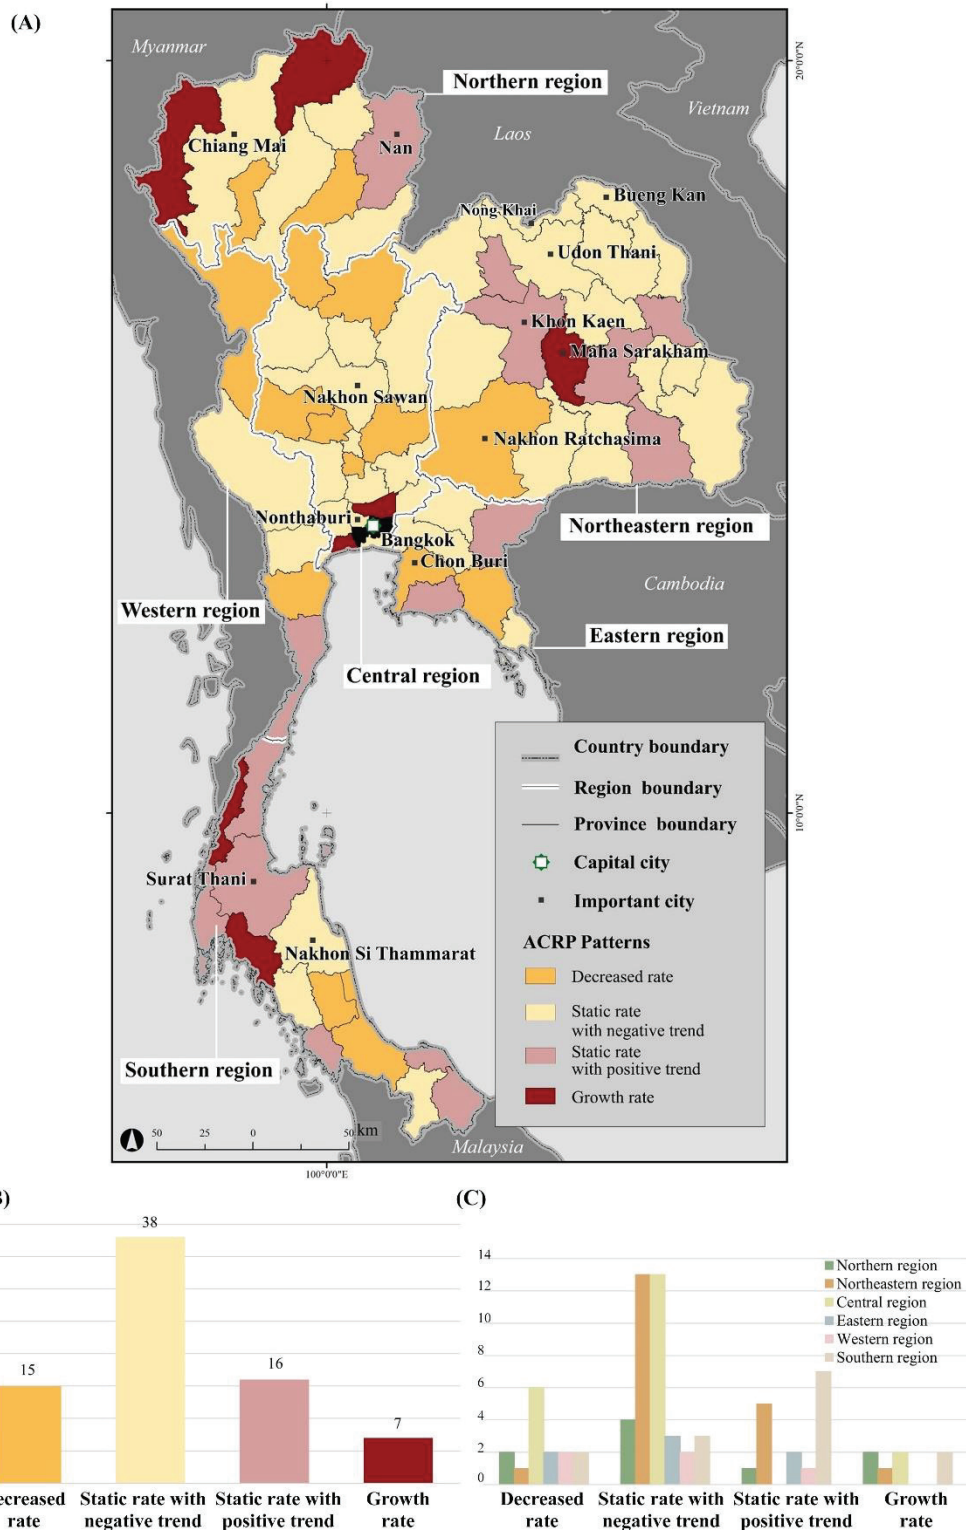 (A)
Myanmar
20°0'0"N
Northern region
Vietnam
Laos
Chiang Mai
Nan
Bueng Kan
Nong Khai
Udon Thani
Khon Kaen
Maha Sarakham
Nakhon Sawan
Nakhon Ratchasima
Nonthaburi
Northeastern region
Bangkok
Chon Buri
Cambodia
Western region
Eastern region
Central region
Country boundary
Region boundary
Province boundary
10°0'0"N
Capital city
Surat Thani
Important city
ACRP Patterns
Nakhon Si Thammarat
Decreased rate
Static rate
with negative trend
Static rate
with positive trend
Southern region
Growth rate
50 25 0 50 km
Malaysia
100°0'0"E
B)
38
15
16
7
ecreased
rate
Static rate with
negative trend
Static rate with
positive trend
Growth
rate
(C)
14
12
10
8
6
4
2
0
Northern region
Northeastern region
Central region
Eastern region
Western region
Southern region
Decreased
rate
Static rate with
negative trend
Static rate with
positive trend
Growth
rate